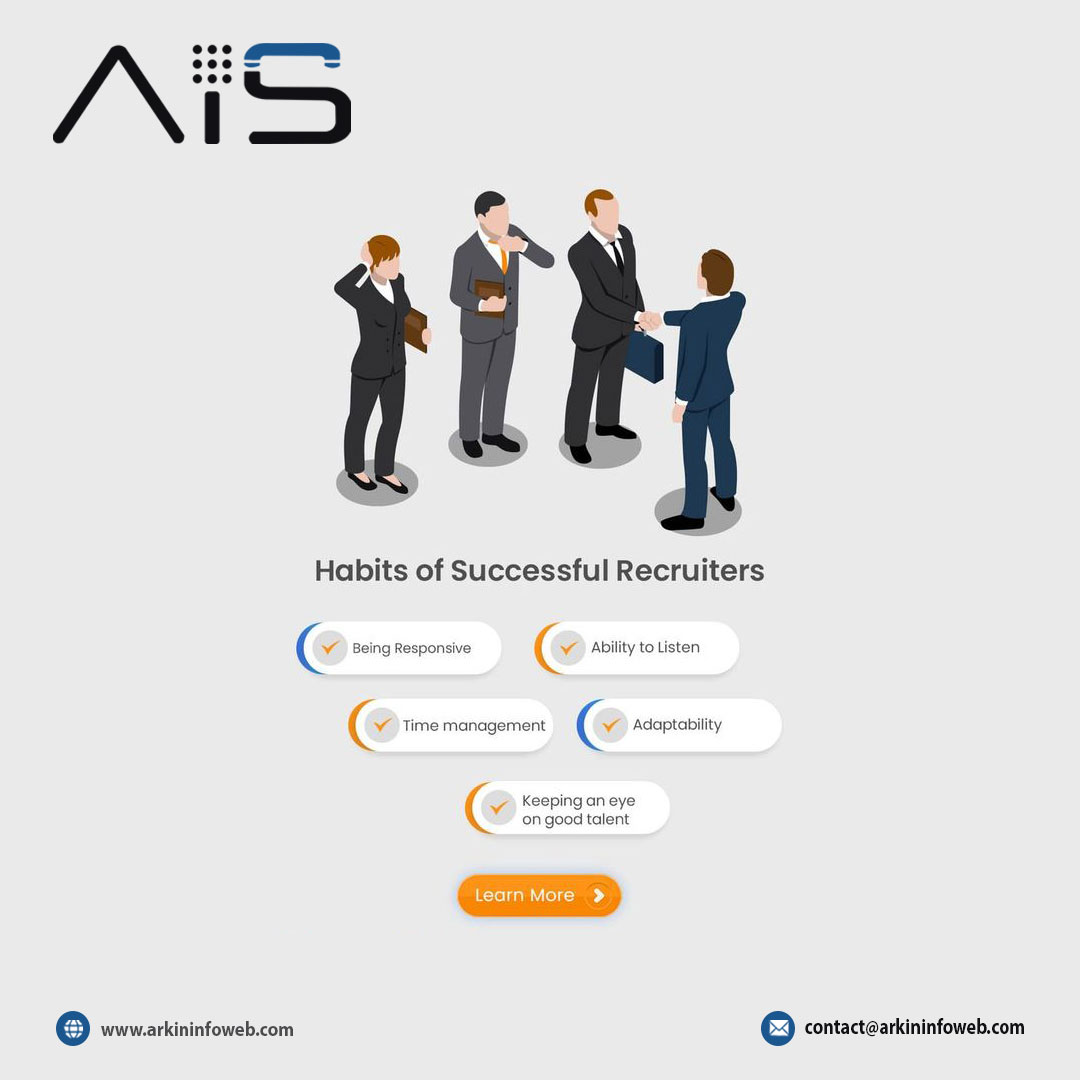 AiS
Habits of Successful Recruiters
Being Responsive
Ability to Listen
Time management
Adaptability
Keeping an eye
on good talent
Learn More
www.arkininfoweb.com
contact@arkininfoweb.com